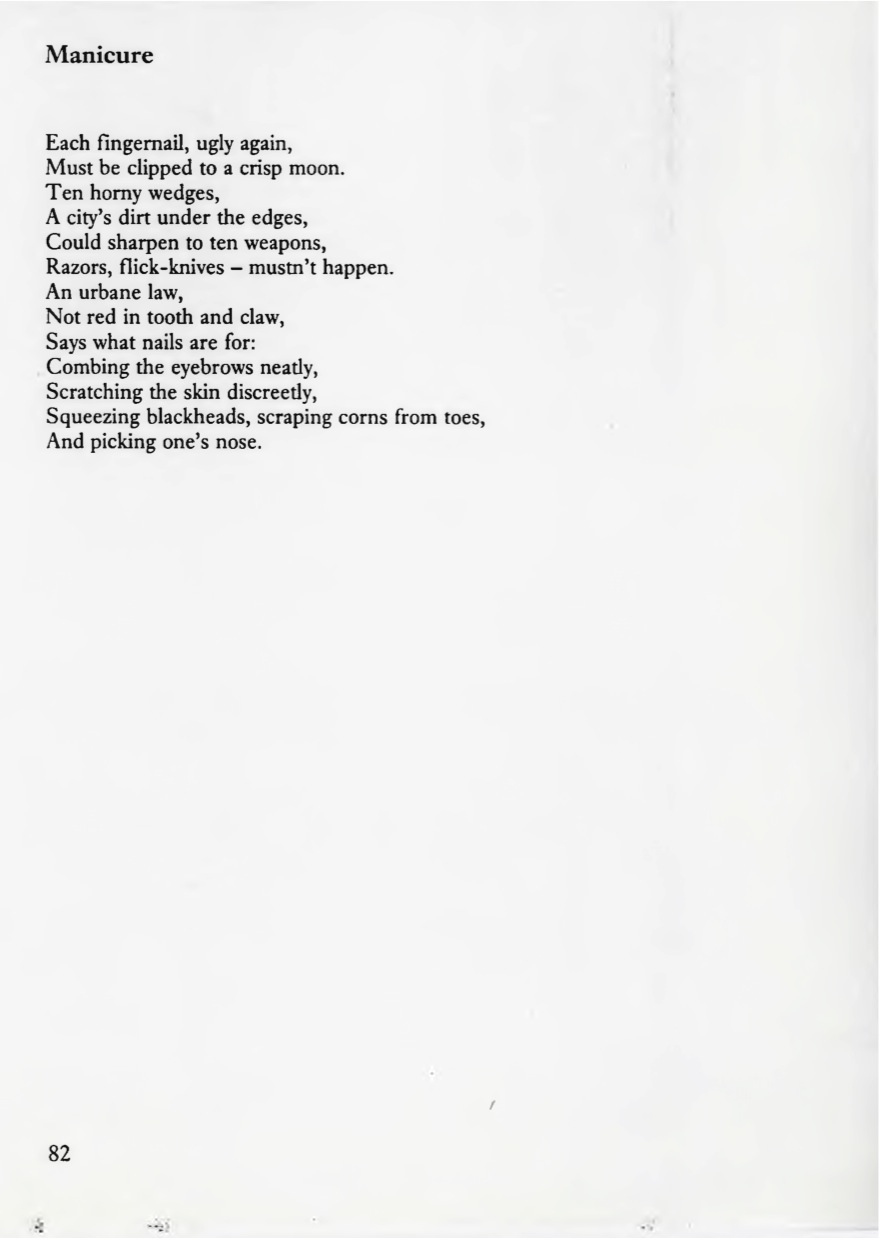 Manicure
Each fingernail, ugly again,
Must be clipped to a crisp moon.
Ten horny wedges,
A city's dirt under the edges,
Could sharpen to ten weapons,
Razors, flick-knives – mustn't happen.
An urbane law,
Not red in tooth and claw,
Says what nails are for:
Combing the eyebrows neatly,
Scratching the skin discreetly,
Squeezing blackheads, scraping corns from toes,
And picking one's nose.
82